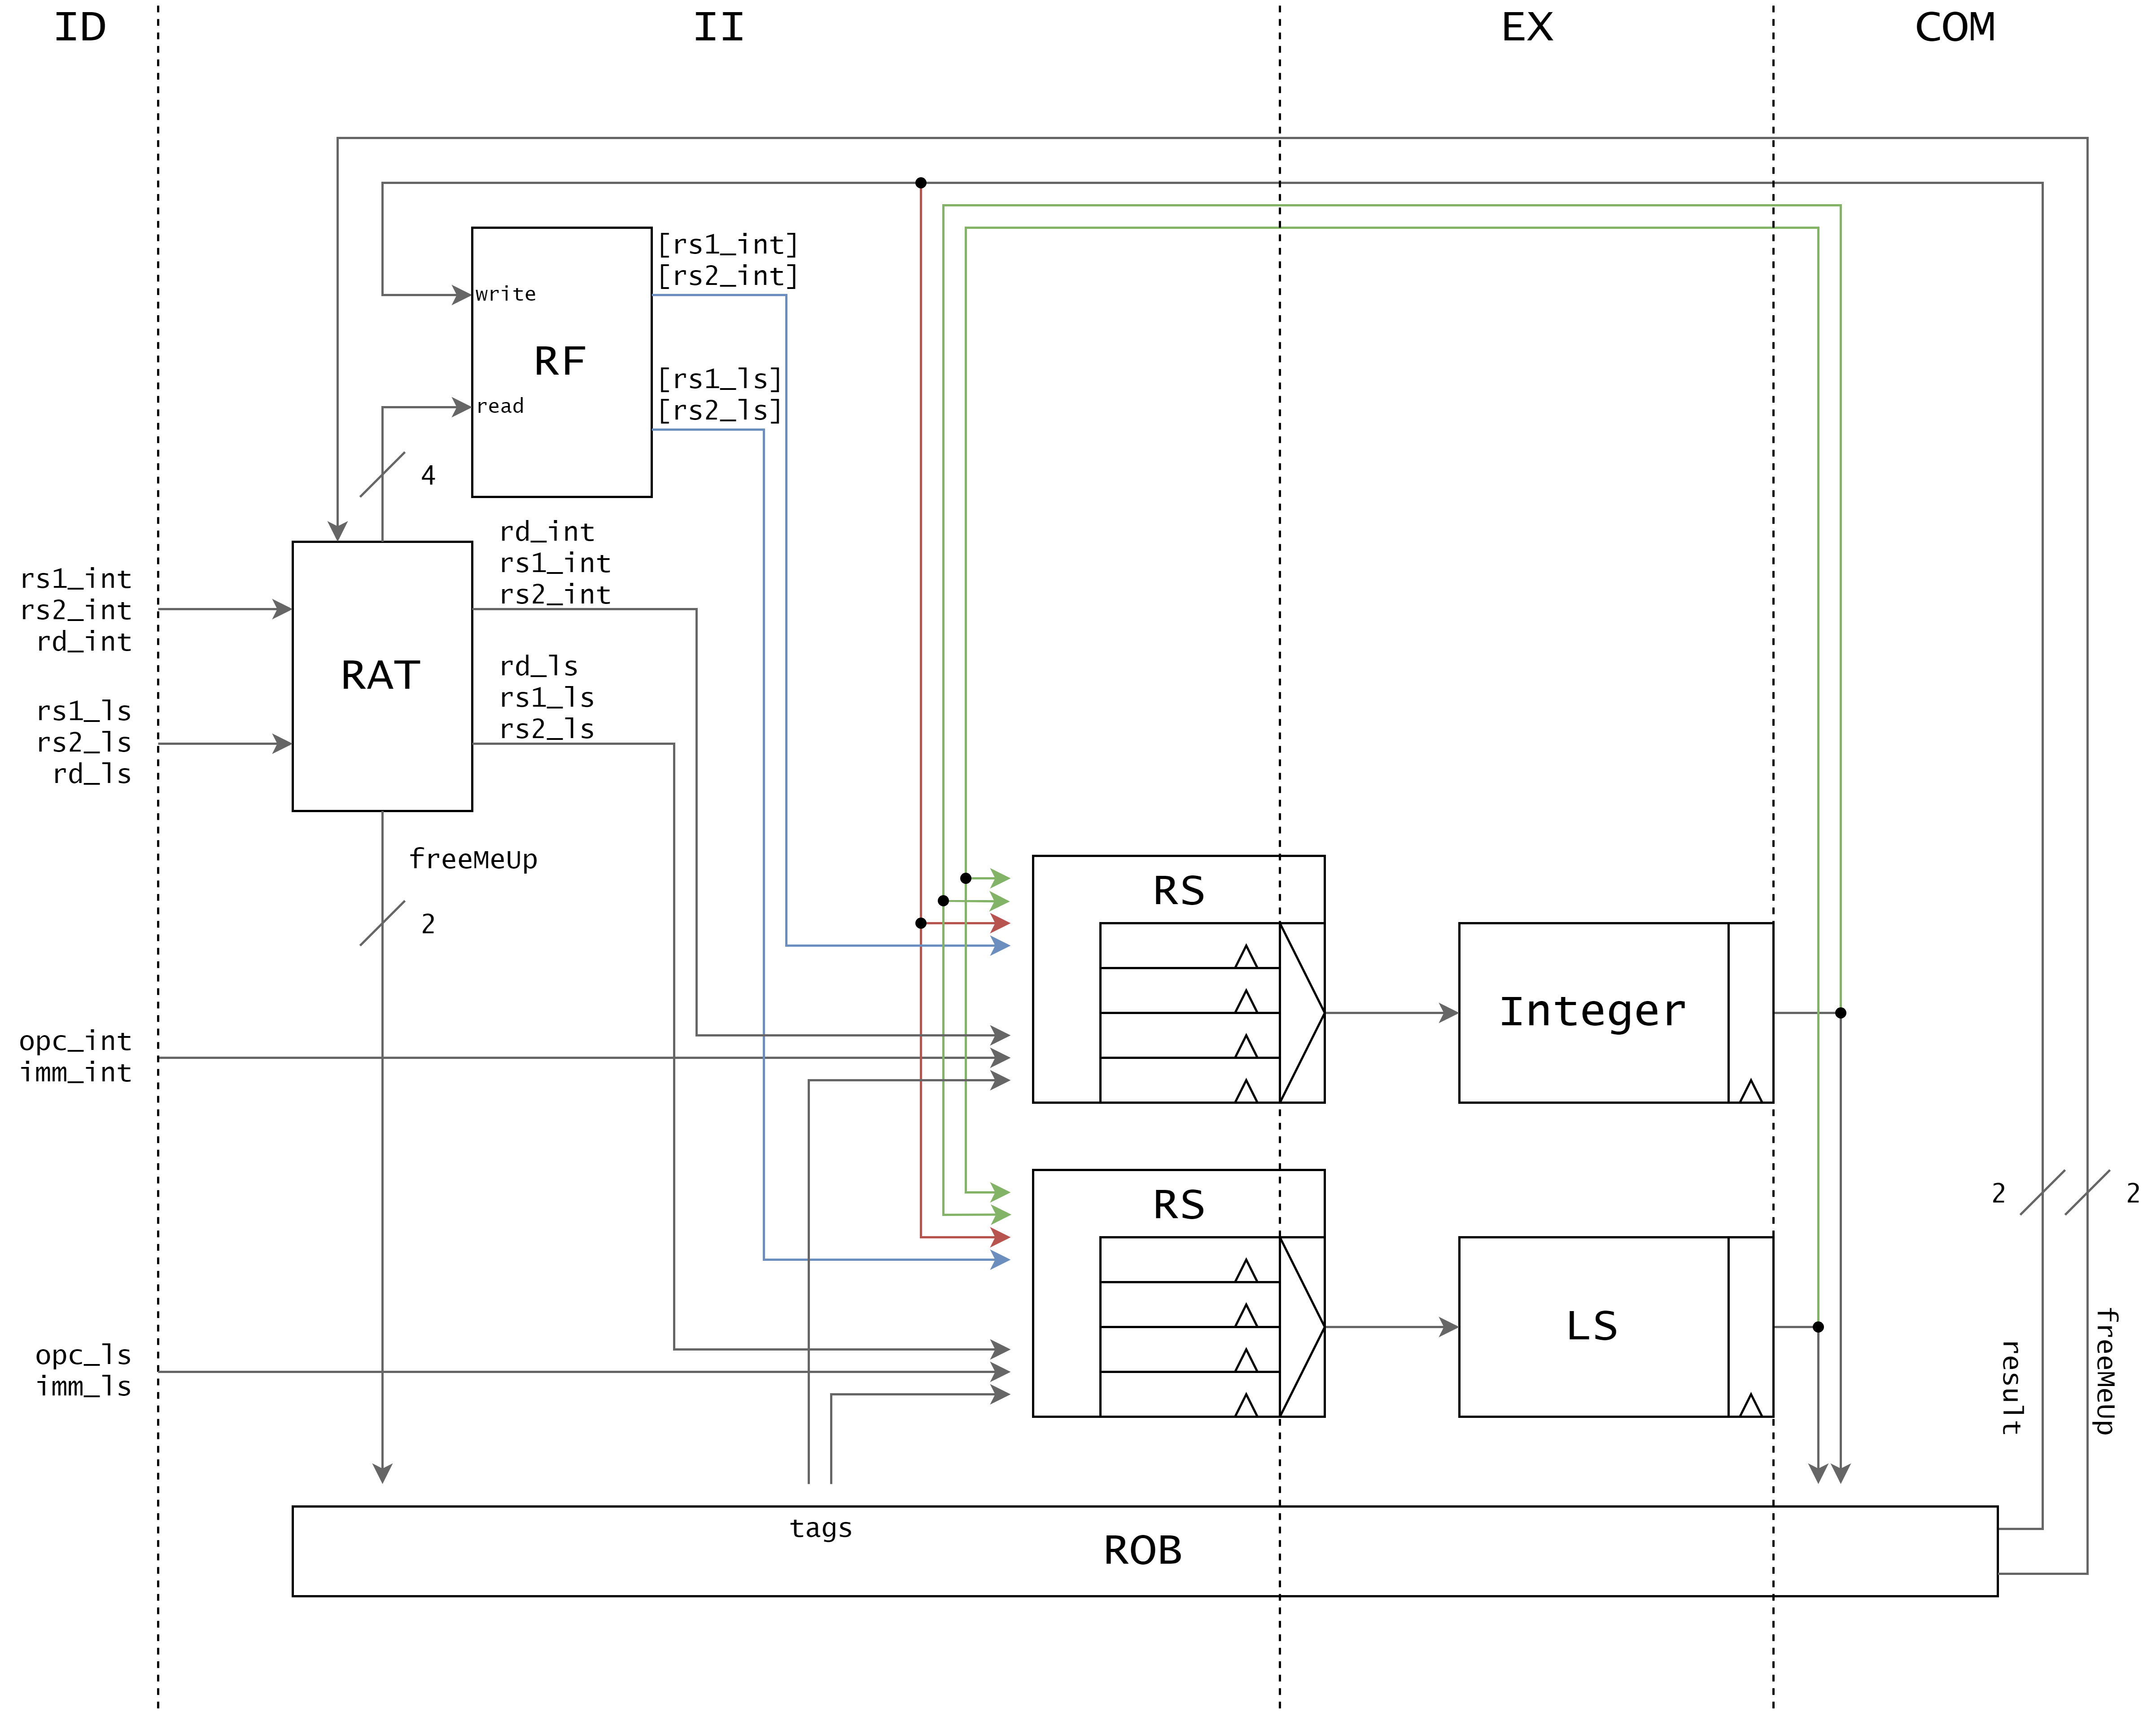 ID
II
EX
COM
[rs1_int]
[rs2_int]
write
RF
[rs1_ls]
[rs2_ls]
read
4
rd_int
rs1_int
rs2_int
rs1_int
rs2_int
rd_int
RAT
rd_ls
rs1_ls
rs2_ls
rs1_ls
rs2_ls
rd_ls
freeMeUp
2
RS
Integer
opc_int
imm_int
RS
2
2
LS
opc_ls
imm_ls
result
freeMeUp
tags
ROB